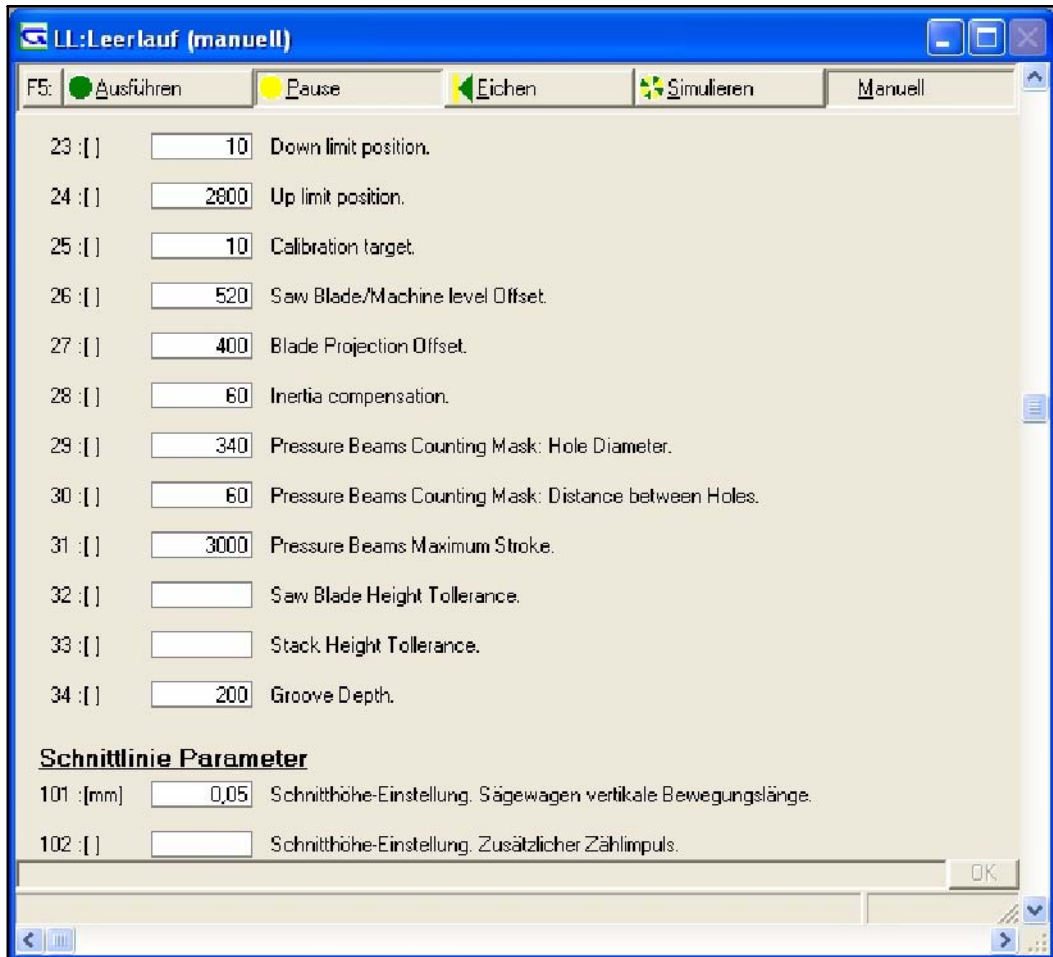 LL:Leerlauf (manuell)
F5: Ausführen Pause Eichen Simulieren Manuell
23 :[ ] 10 Down limit position.
24 :[ ] 2800 Up limit position.
25 :[ ] 10 Calibration target.
26 :[ ] 520 Saw Blade/Machine level Offset.
27 :[ ] 400 Blade Projection Offset.
28 :[ ] 60 Inertia compensation.
29 :[ ] 340 Pressure Beams Counting Mask: Hole Diameter.
30 :[ ] 60 Pressure Beams Counting Mask: Distance between Holes.
31 :[ ] 3000 Pressure Beams Maximum Stroke.
32 :[ ] Saw Blade Height Tollerance.
33 :[ ] Stack Height Tollerance.
34 :[ ] 200 Groove Depth.
Schnittlinie Parameter
101 :[mm] 0,05 Schnitthöhe-Einstellung. Sägewagen vertikale Bewegungslänge.
102 :[ ] Schnitthöhe-Einstellung. Zusätzlicher Zählimpuls.
OK